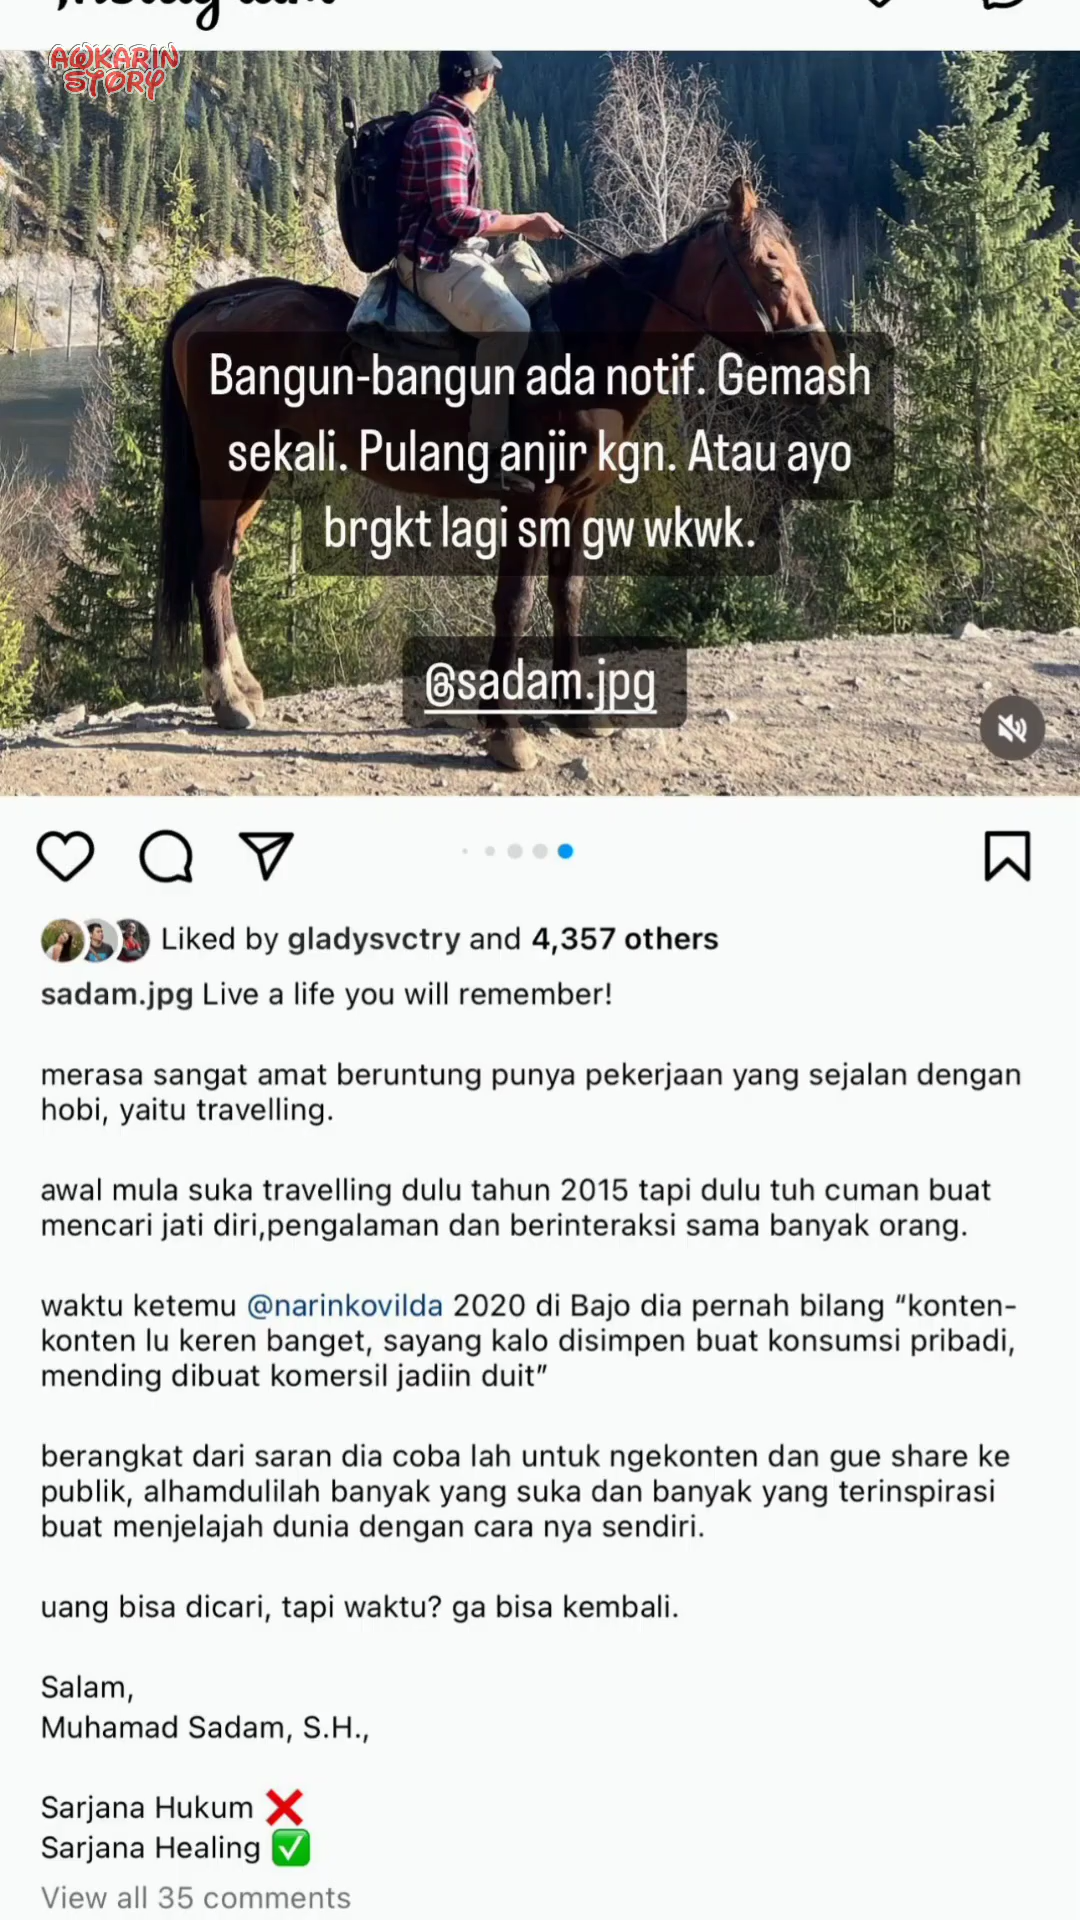 AWKARIN
STORY
Bangun-bangun ada notif. Gemash
sekali. Pulang anjir kgn. Atau ayo
brgkt lagi sm gw wkwk.
@sadam.jpg
Liked by gladysvctry and 4,357 others
sadam.jpg Live a life you will remember!
merasa sangat amat beruntung punya pekerjaan yang sejalan dengan
hobi, yaitu travelling.
awal mula suka travelling dulu tahun 2015 tapi dulu tuh cuman buat
mencari jati diri,pengalaman dan berinteraksi sama banyak orang.
waktu ketemu @narinkovilda 2020 di Bajo dia pernah bilang “konten-
konten lu keren banget, sayang kalo disimpen buat konsumsi pribadi,
mending dibuat komersil jadiin duit”
berangkat dari saran dia coba lah untuk ngekonten dan gue share ke
publik, alhamdulilah banyak yang suka dan banyak yang terinspirasi
buat menjelajah dunia dengan cara nya sendiri.
uang bisa dicari, tapi waktu? ga bisa kembali.
Salam,
Muhamad Sadam, S.H.,
Sarjana Hukum ❌
Sarjana Healing ✅
View all 35 comments